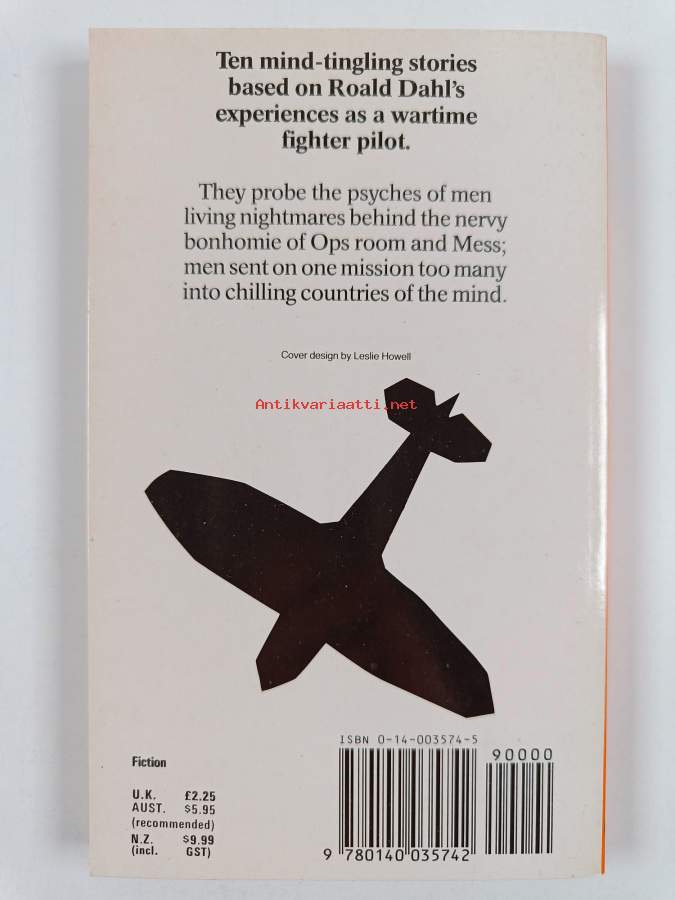 Ten mind-tingling stories
based on Roald Dahl's
experiences as a wartime
fighter pilot.
They probe the psyches of men
living nightmares behind the nervy
bonhomie of Ops room and Mess;
men sent on one mission too many
into chilling countries of the mind.
Cover design by Leslie Howell
Antikvariaatti.net
ISBN 0-14-003574-5
90000
Fiction
U.K. £2.25
AUST. $5.95
(recommended)
N.Z. $9.99
(incl. GST)
9 780140 035742